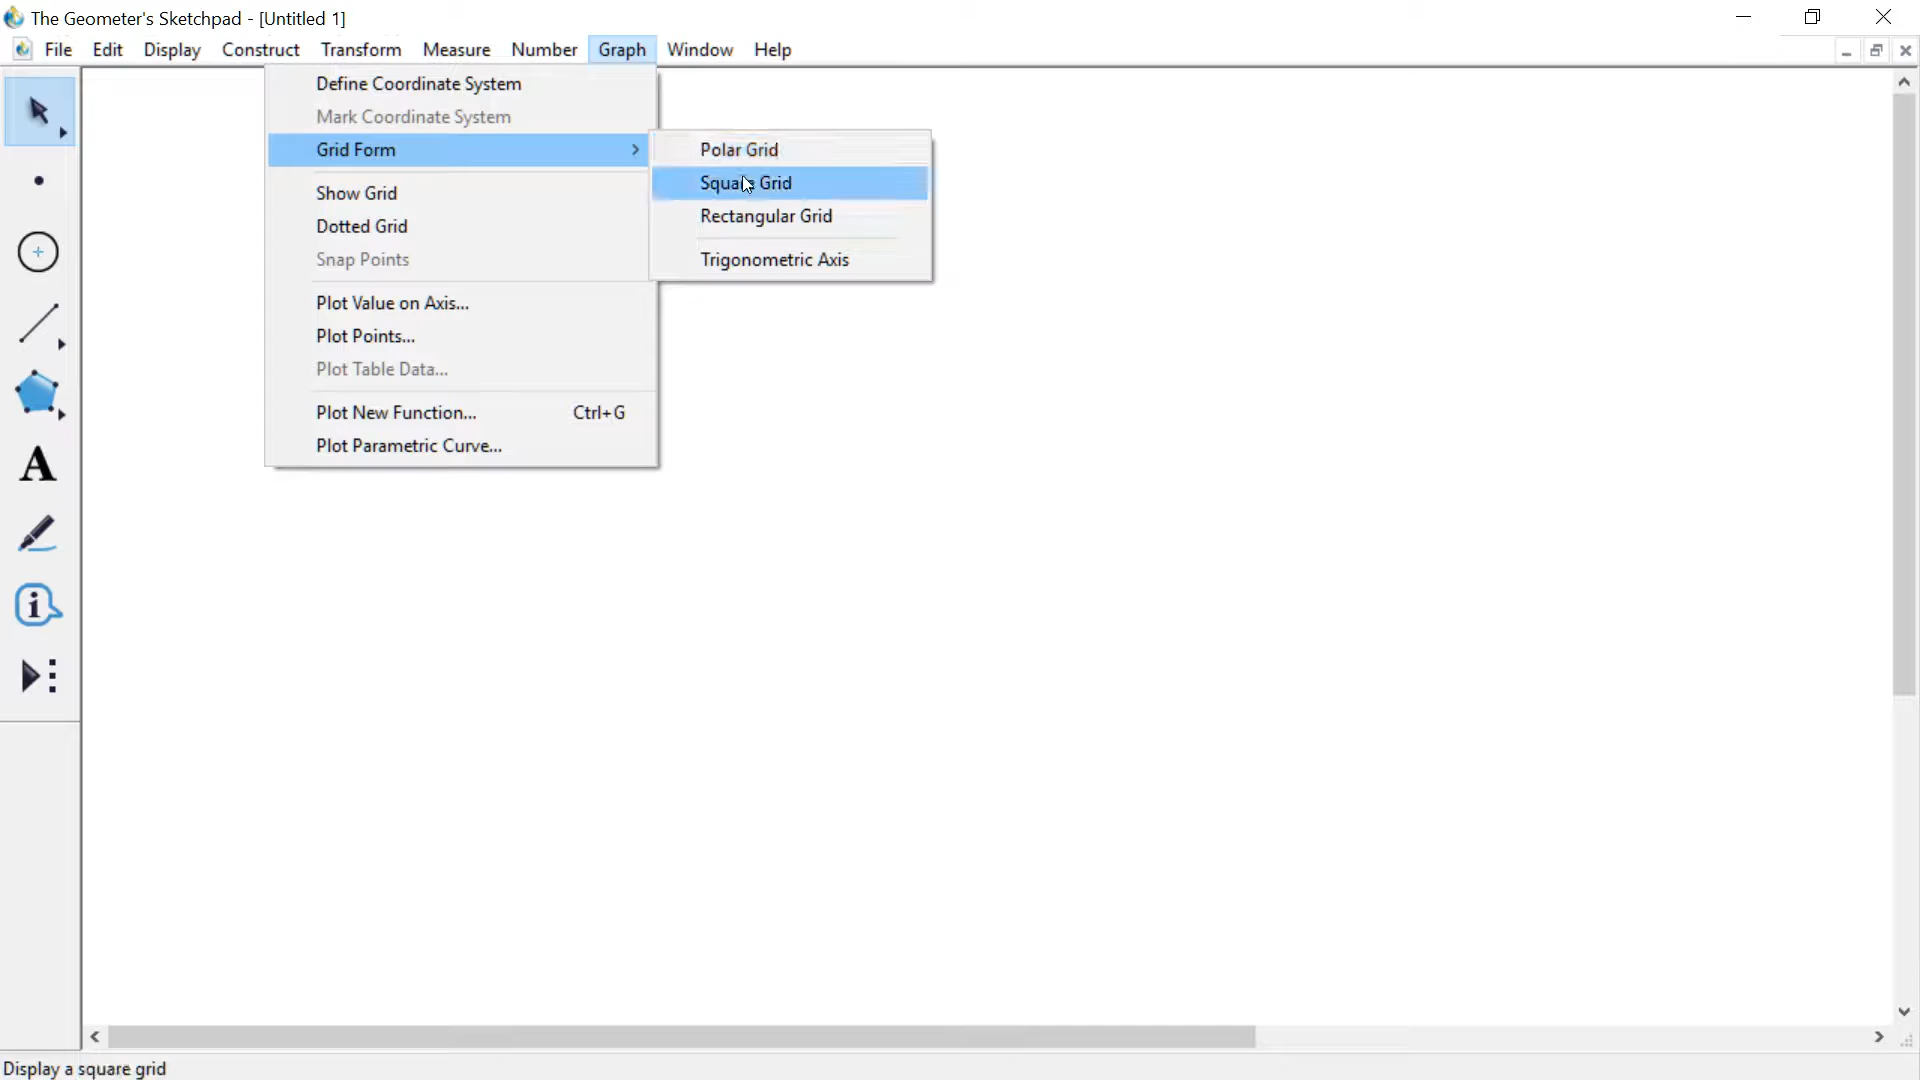 The Geometer's Sketchpad - [Untitled 1]
File Edit Display Construct Transform Measure Number Graph Window Help
Define Coordinate System
Mark Coordinate System
Grid Form
Show Grid
Dotted Grid
Snap Points
Plot Value on Axis...
Plot Points...
Plot Table Data...
Plot New Function... Ctrl+G
Plot Parametric Curve...
Polar Grid
Square Grid
Rectangular Grid
Trigonometric Axis
A
i
Display a square grid